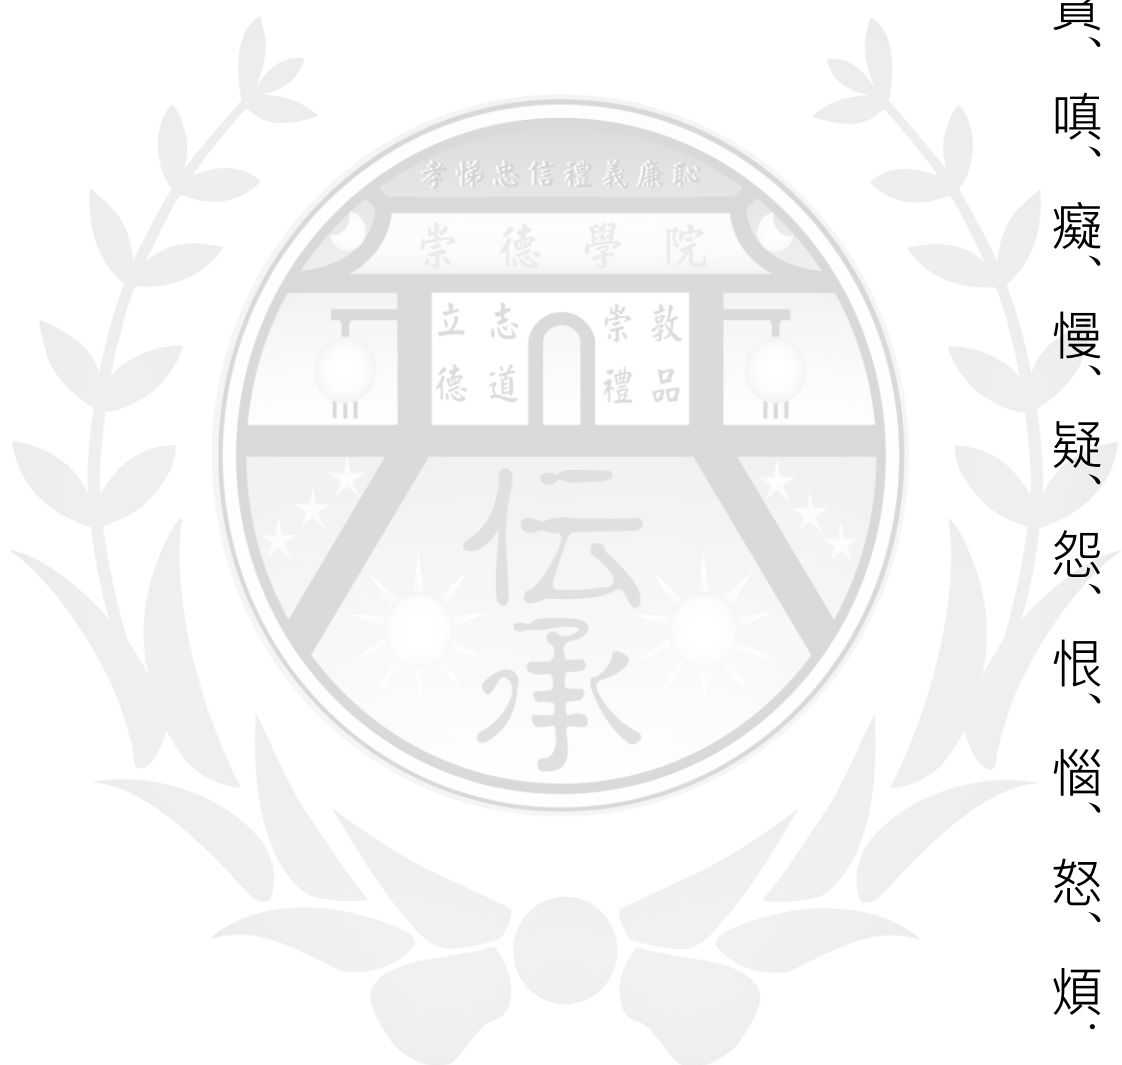 、嗔、癡、慢、疑、怨、恨、惱、怒、煩.
孝悌忠信禮義廉恥
崇德學院
敦品
崇禮
志道
立德
伝承